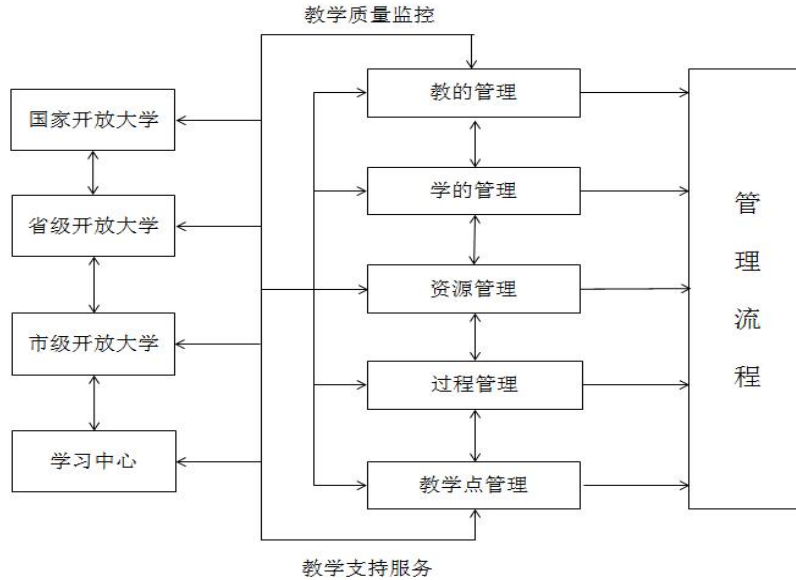 教学质量监控
国家开放大学
省级开放大学
市级开放大学
学习中心
教的管理
学的管理
资源管理
过程管理
教学点管理
管
理
流
程
教学支持服务